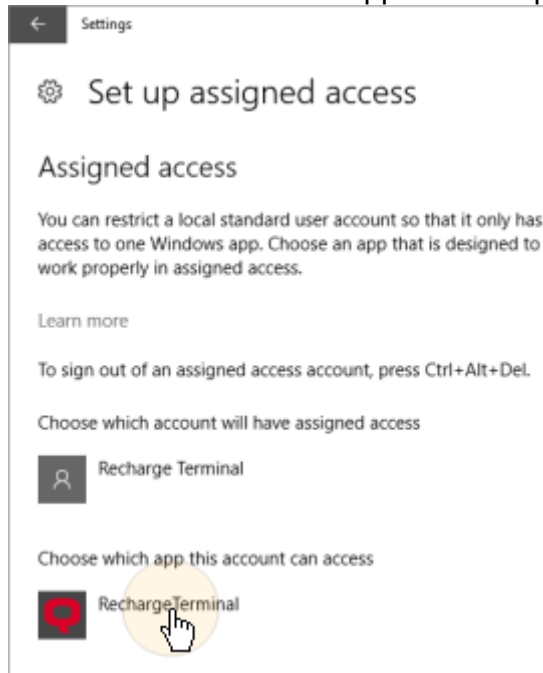 Settings
Set up assigned access
Assigned access
You can restrict a local standard user account so that it only has
access to one Windows app. Choose an app that is designed to
work properly in assigned access.
Learn more
To sign out of an assigned access account, press Ctrl+Alt+Del.
Choose which account will have assigned access
Recharge Terminal
Choose which app this account can access
RechargeTerminal